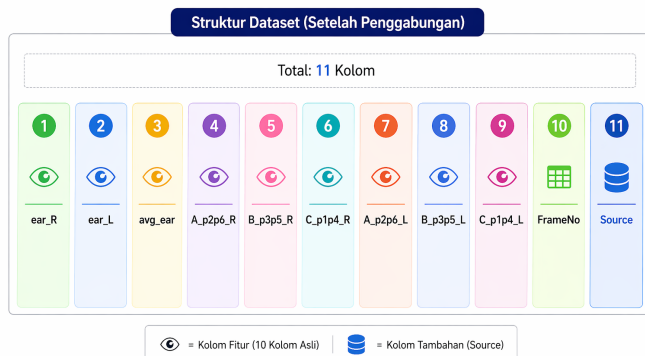 Struktur Dataset (Setelah Penggabungan)
Total: 11 Kolom
1 2 3 4 5 6 7 8 9 10 11
ear_R ear_L avg_ear A_p2p6_R B_p3p5_R C_p1p4_R A_p2p6_L B_p3p5_L C_p1p4_L FrameNo Source
= Kolom Fitur (10 Kolom Asli) = Kolom Tambahan (Source)